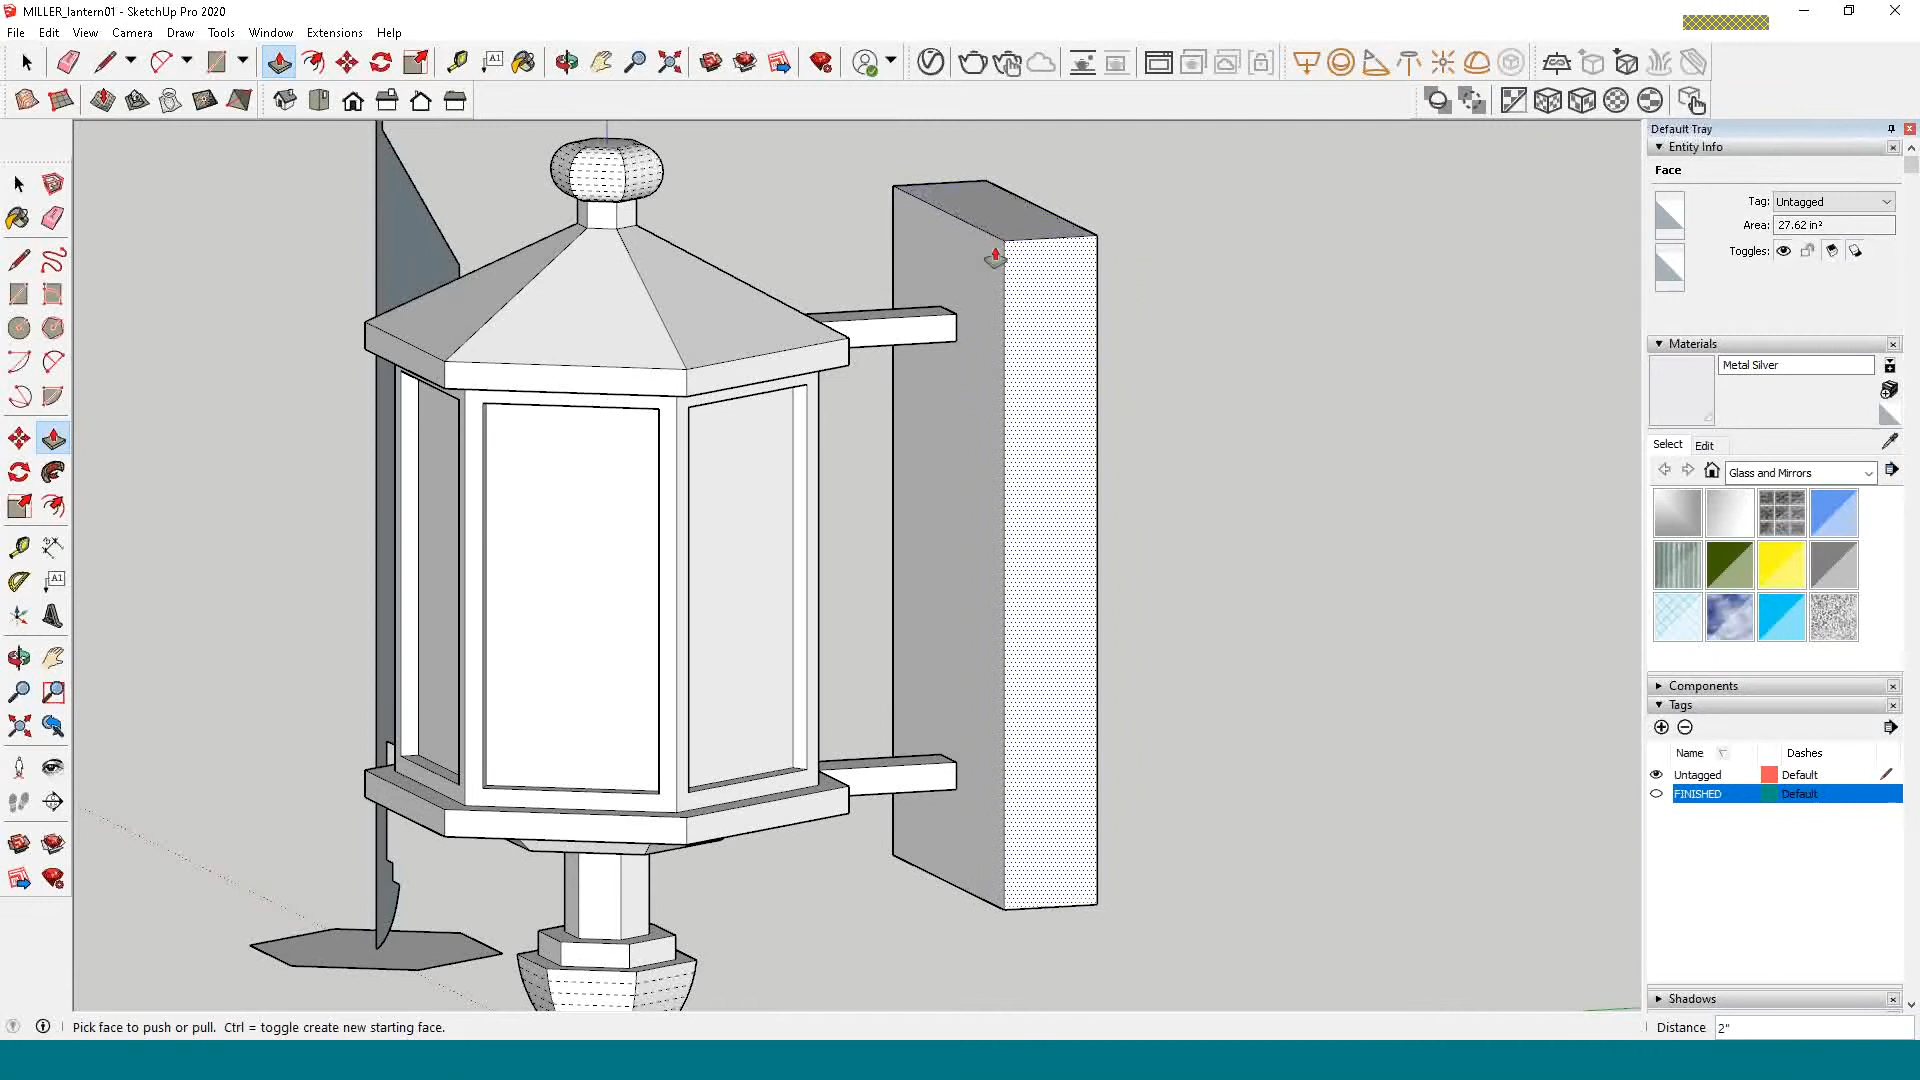 MILLER_lantern01 - SketchUp Pro 2020
File Edit View Camera Draw Tools Window Extensions Help
A1
Default Tray
Entity Info
Face
Tag: Untagged
Area: 27.62 in²
Toggles:
Materials
Metal Silver
Select Edit
Glass and Mirrors
A1
Components
Tags
Name Dashes
Untagged Default
FINISHED Default
Shadows
Pick face to push or pull. Ctrl = toggle create new starting face.
Distance 2"